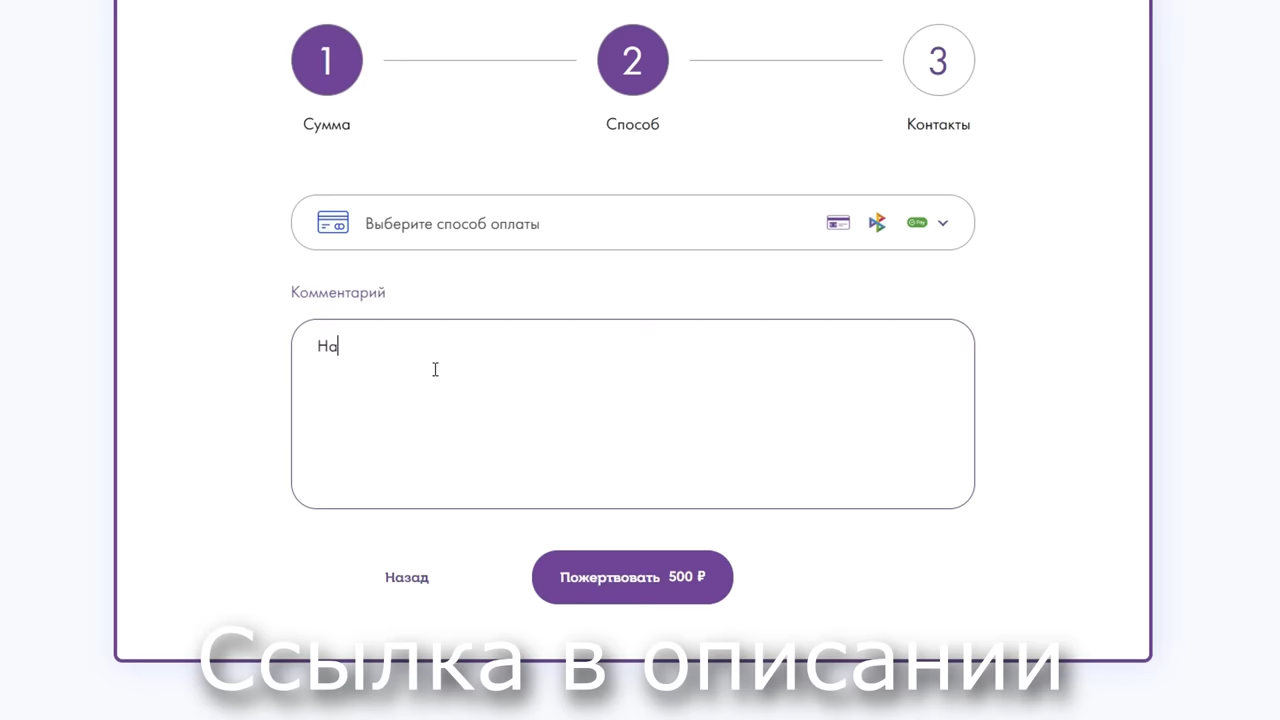 1 2 3
Сумма Способ Контакты
Выберите способ оплаты
Комментарий
На
Назад Пожертвовать 500 ₽
Ссылка в описании